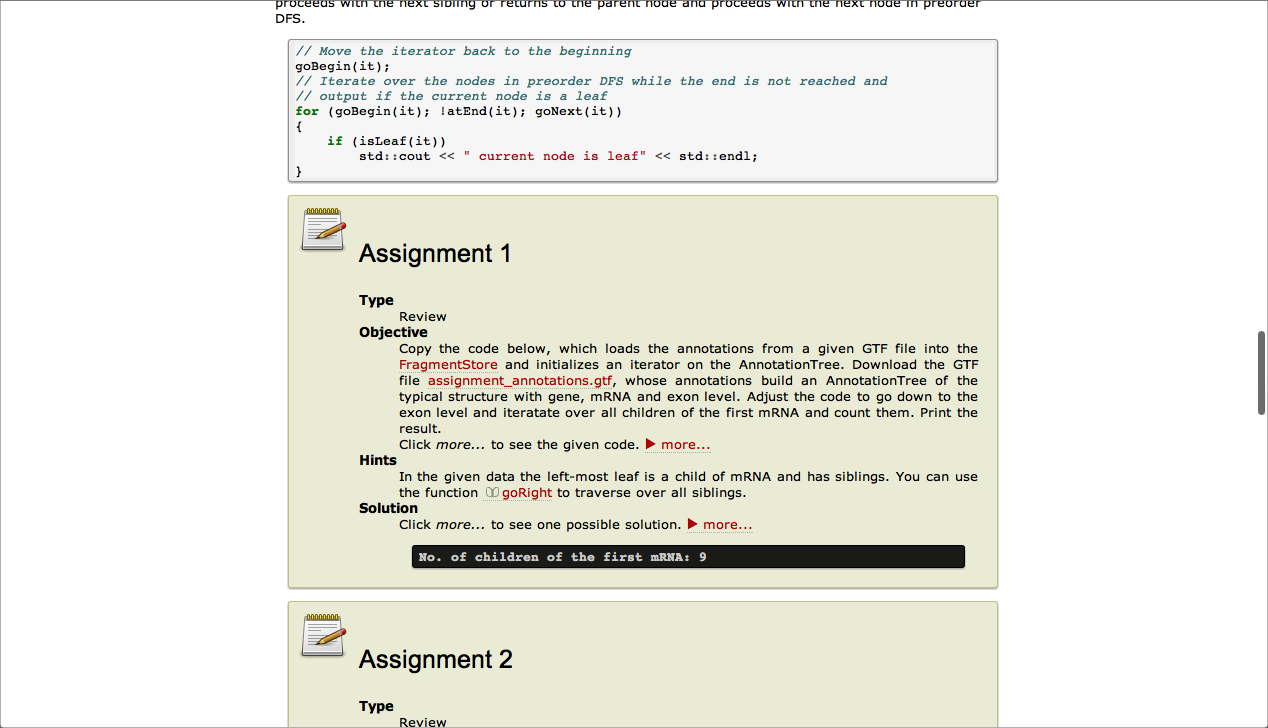 proceeds with the next sibling or returns to the parent node and proceeds with the next node in preorder
DFS.
// Move the iterator back to the beginning
goBegin(it);
// Iterate over the nodes in preorder DFS while the end is not reached and
// output if the current node is a leaf
for (goBegin(it); !atEnd(it); goNext(it))
{
    if (isLeaf(it))
        std::cout << " current node is leaf" << std::endl;
}
Assignment 1
Type
Review
Objective
Copy the code below, which loads the annotations from a given GTF file into the
FragmentStore and initializes an iterator on the AnnotationTree. Download the GTF
file assignment_annotations.gtf, whose annotations build an AnnotationTree of the
typical structure with gene, mRNA and exon level. Adjust the code to go down to the
exon level and iteratate over all children of the first mRNA and count them. Print the
result.
Click more... to see the given code. ▶ more...
Hints
In the given data the left-most leaf is a child of mRNA and has siblings. You can use
the function goRight to traverse over all siblings.
Solution
Click more... to see one possible solution. ▶ more...
No. of children of the first mRNA: 9
Assignment 2
Type
Review